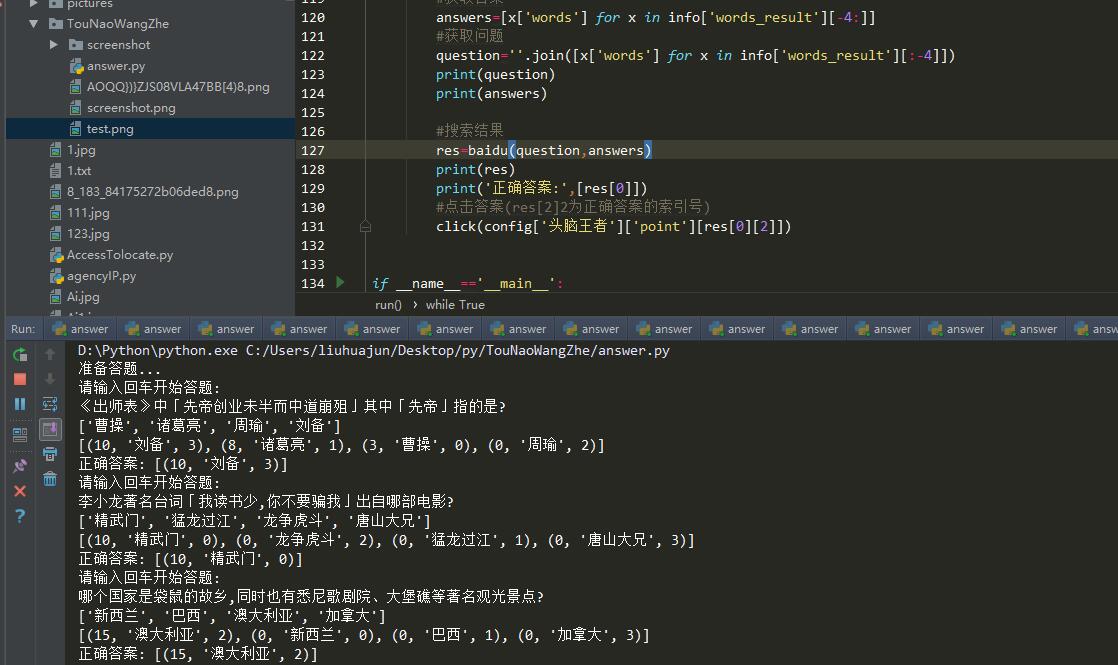 pictures
TouNaoWangZhe
screenshot
answer.py
AOQQ}))ZJS08VLA47BB[4)8.png
screenshot.png
test.png
1.jpg
1.txt
8_183_84175272b06ded8.png
111.jpg
123.jpg
AccessTolocate.py
agencyIP.py
Ai.jpg
120 answers=[x['words'] for x in info['words_result'][-4:]]
121 #获取问题
122 question=''.join([x['words'] for x in info['words_result'][:-4]])
123 print(question)
124 print(answers)
125
126 #搜索结果
127 res=baidu(question,answers)
128 print(res)
129 print('正确答案:',[res[0]])
130 #点击答案(res[2]2为正确答案的索引号)
131 click(config['头脑王者']['point'][res[0][2]])
132
133
134 if __name__=='__main__':
run() › while True
Run: answer answer answer answer answer answer answer answer answer answer answer answer answer answer answ
D:\Python\python.exe C:/Users/liuhuajun/Desktop/py/TouNaoWangZhe/answer.py
准备答题...
请输入回车开始答题:
《出师表》中「先帝创业未半而中道崩殂」其中「先帝」指的是?
['曹操', '诸葛亮', '周瑜', '刘备']
[(10, '刘备', 3), (8, '诸葛亮', 1), (3, '曹操', 0), (0, '周瑜', 2)]
正确答案: [(10, '刘备', 3)]
请输入回车开始答题:
李小龙著名台词「我读书少,你不要骗我」出自哪部电影?
['精武门', '猛龙过江', '龙争虎斗', '唐山大兄']
[(10, '精武门', 0), (0, '龙争虎斗', 2), (0, '猛龙过江', 1), (0, '唐山大兄', 3)]
正确答案: [(10, '精武门', 0)]
请输入回车开始答题:
哪个国家是袋鼠的故乡,同时也有悉尼歌剧院、大堡礁等著名观光景点?
['新西兰', '巴西', '澳大利亚', '加拿大']
[(15, '澳大利亚', 2), (0, '新西兰', 0), (0, '巴西', 1), (0, '加拿大', 3)]
正确答案: [(15, '澳大利亚', 2)]